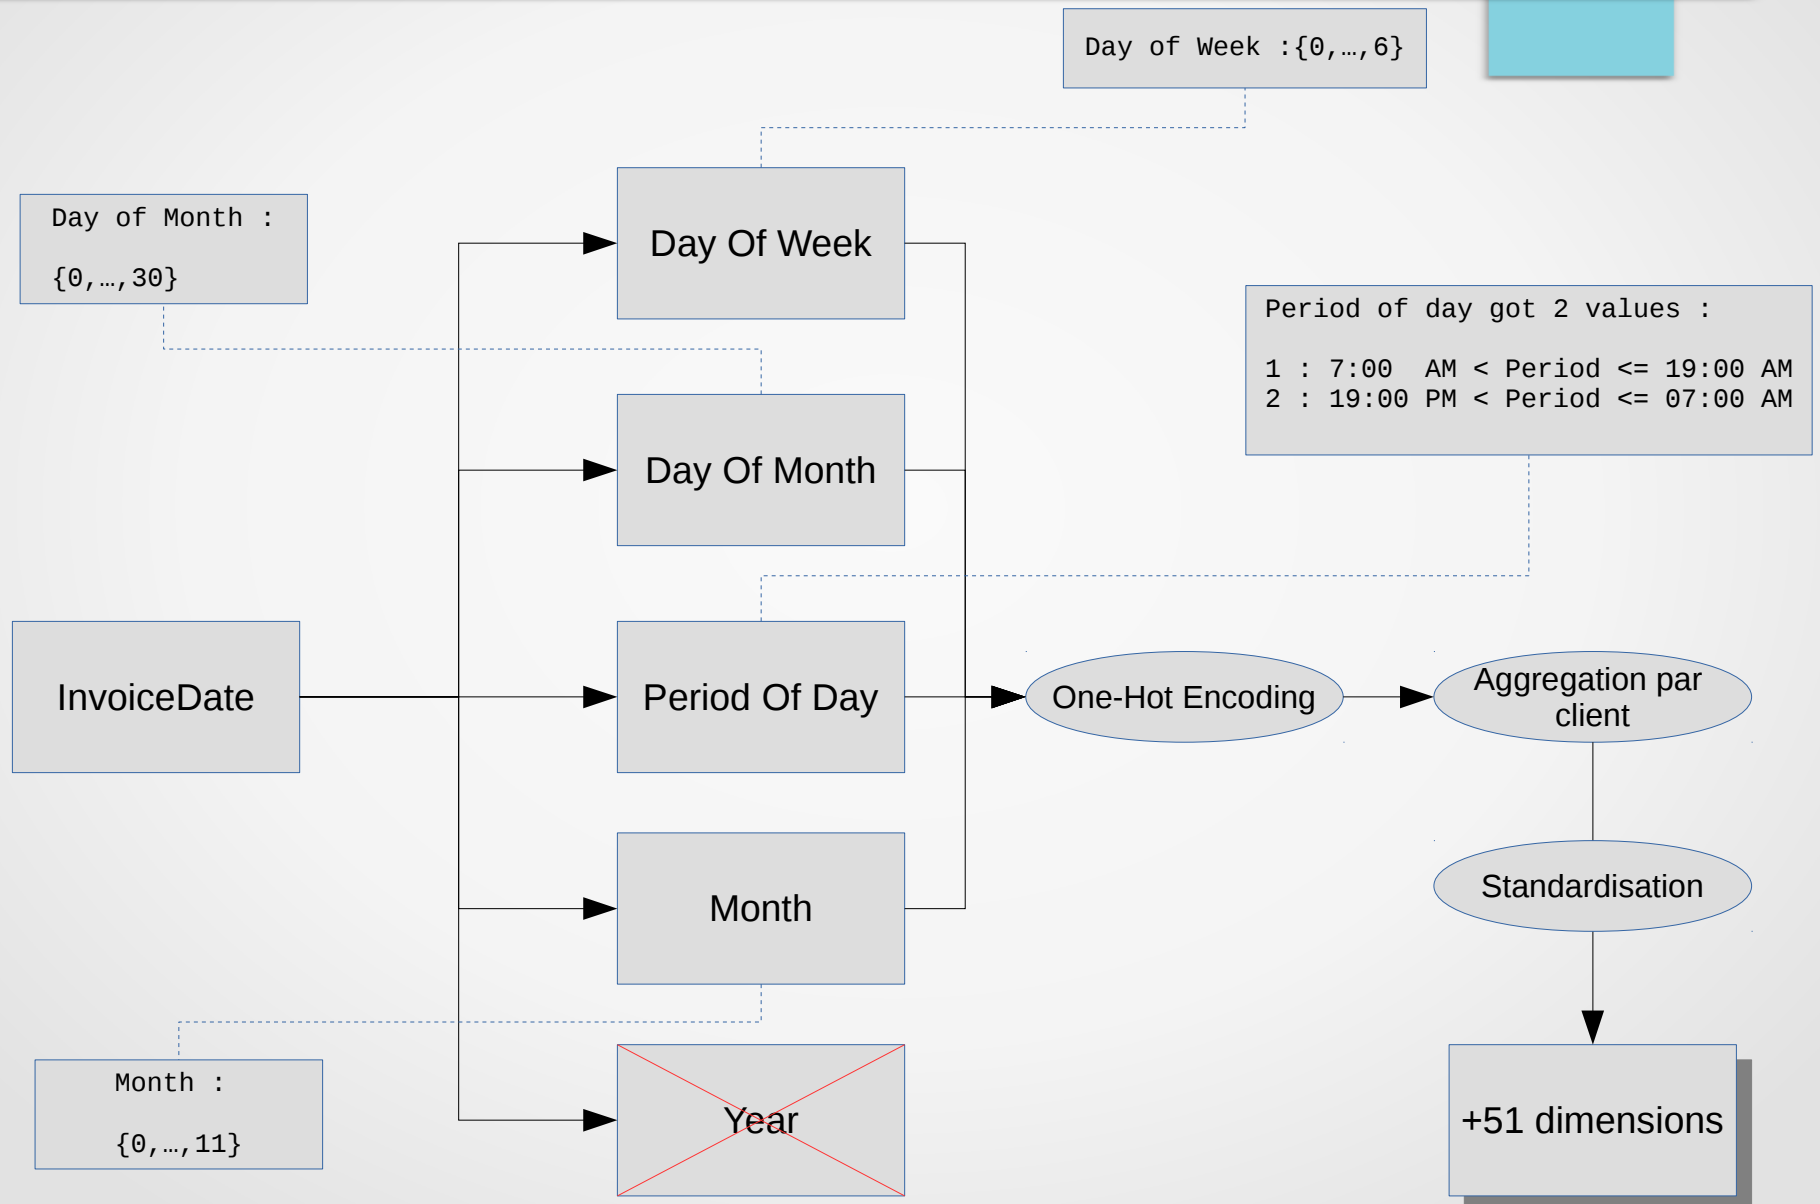 Day of Week :{0,…,6}
Day of Month :
{0,…,30}
Day Of Week
Period of day got 2 values :
1 : 7:00  AM < Period <= 19:00 AM
2 : 19:00 PM < Period <= 07:00 AM
Day Of Month
InvoiceDate
Period Of Day
One-Hot Encoding
Aggregation par
client
Month
Standardisation
Month :
{0,…,11}
Year
+51 dimensions